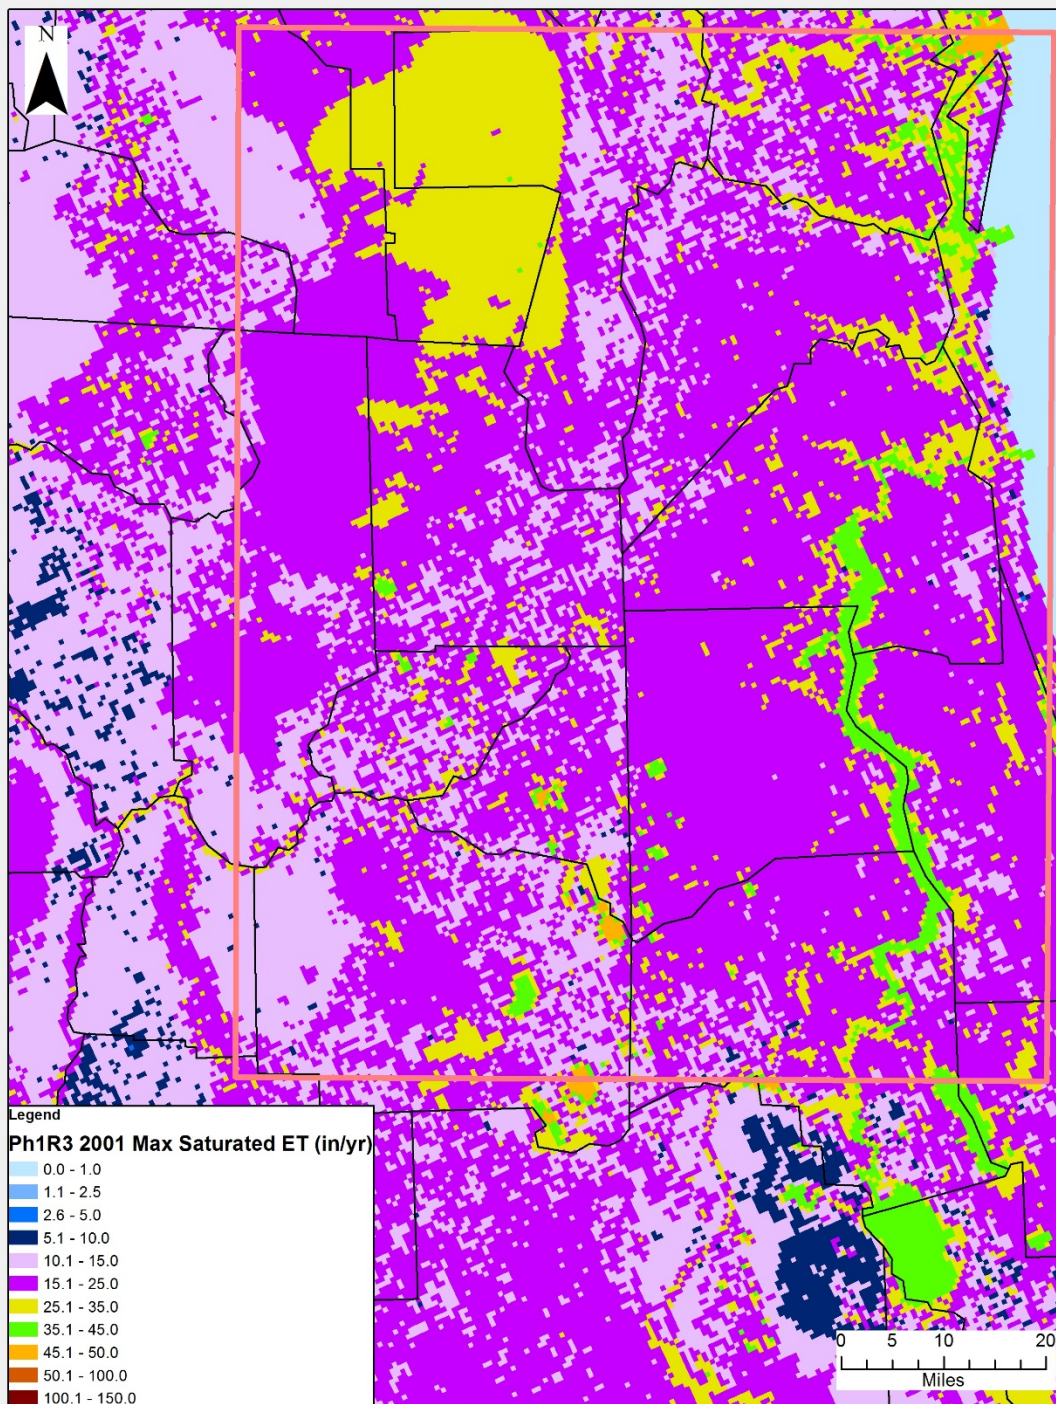 N
Legend
Ph1R3 2001 Max Saturated ET (in/yr)
0.0 - 1.0
1.1 - 2.5
2.6 - 5.0
5.1 - 10.0
10.1 - 15.0
15.1 - 25.0
25.1 - 35.0
35.1 - 45.0
45.1 - 50.0
50.1 - 100.0
100.1 - 150.0
0 5 10 20
Miles